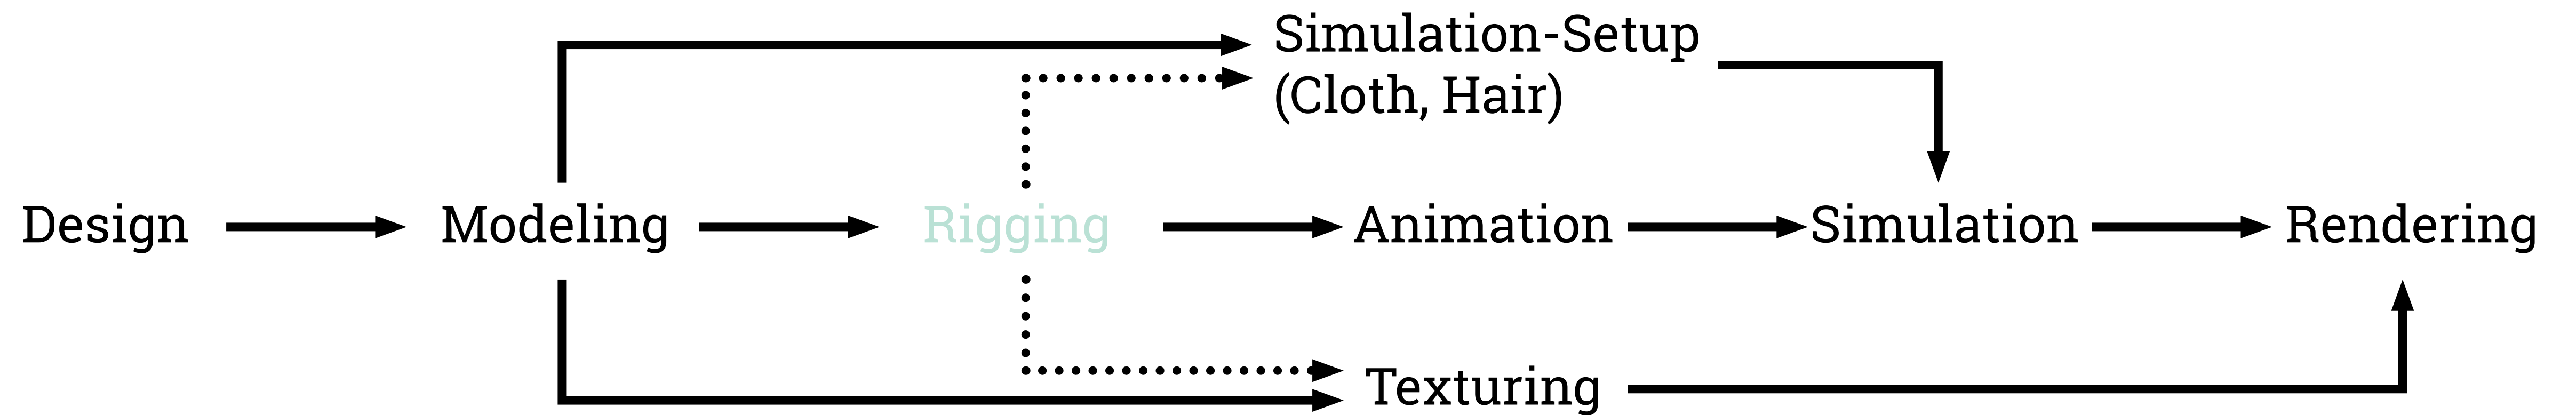 Simulation-Setup
(Cloth, Hair)
Design
Modeling
Rigging
Animation
Simulation
Rendering
Texturing